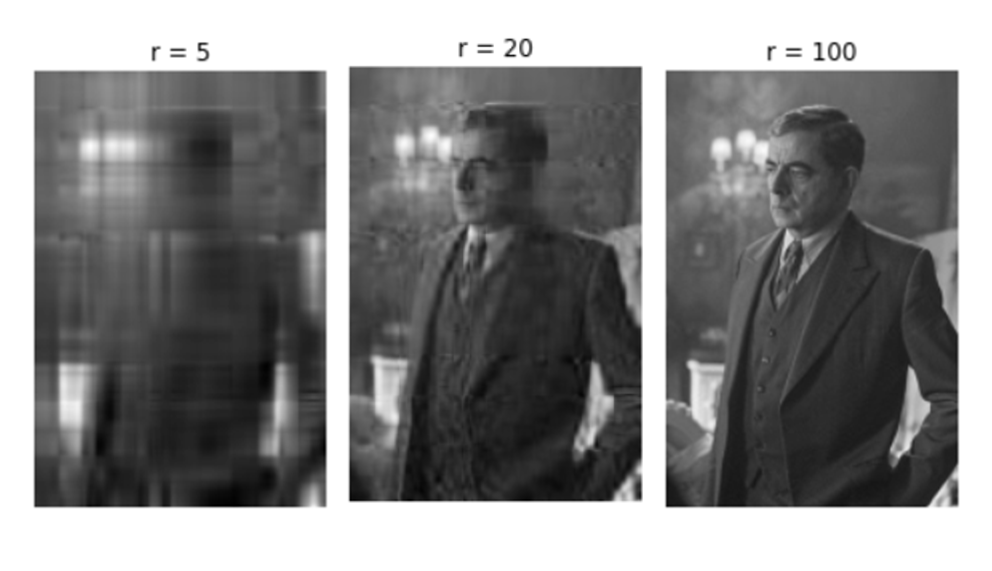 r = 5
r = 20
r = 100